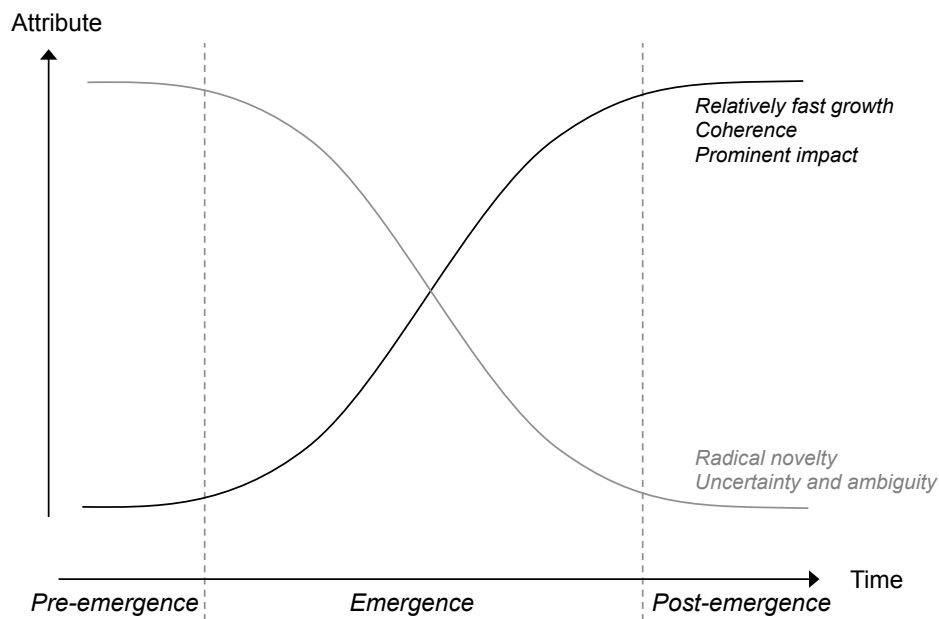 Attribute
Relatively fast growth
Coherence
Prominent impact
Radical novelty
Uncertainty and ambiguity
Time
Pre-emergence
Emergence
Post-emergence